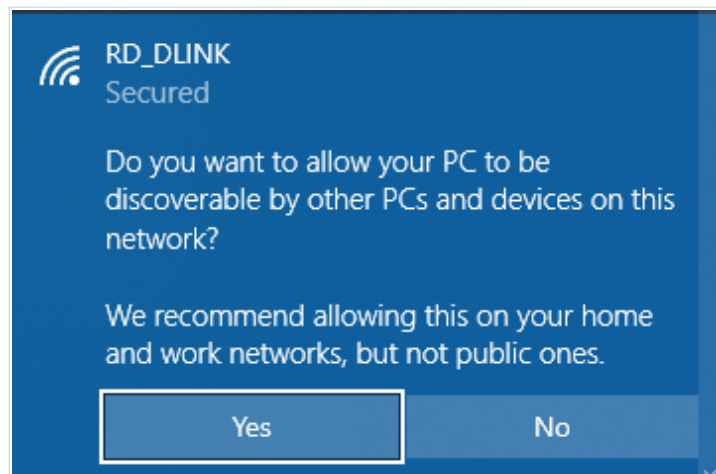 RD_DLINK
Secured
Do you want to allow your PC to be
discoverable by other PCs and devices on this
network?
We recommend allowing this on your home
and work networks, but not public ones.
Yes No